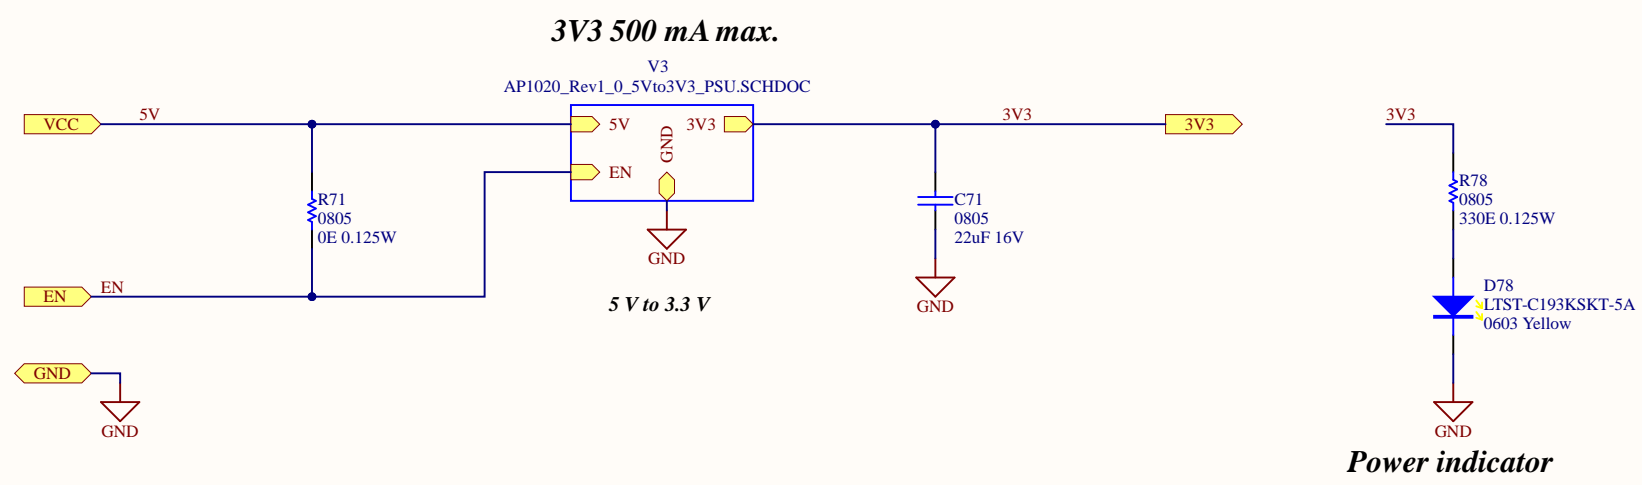 3V3 500 mA max.
V3
AP1020_Rev1_0_5Vto3V3_PSU.SCHDOC
VCC
5V
5V
3V3
GND
EN
GND
3V3
3V3
R71
0805
0E 0.125W
C71
0805
22uF 16V
GND
EN
EN
5 V to 3.3 V
GND
GND
3V3
R78
0805
330E 0.125W
D78
LTST-C193KSKT-5A
0603 Yellow
GND
Power indicator